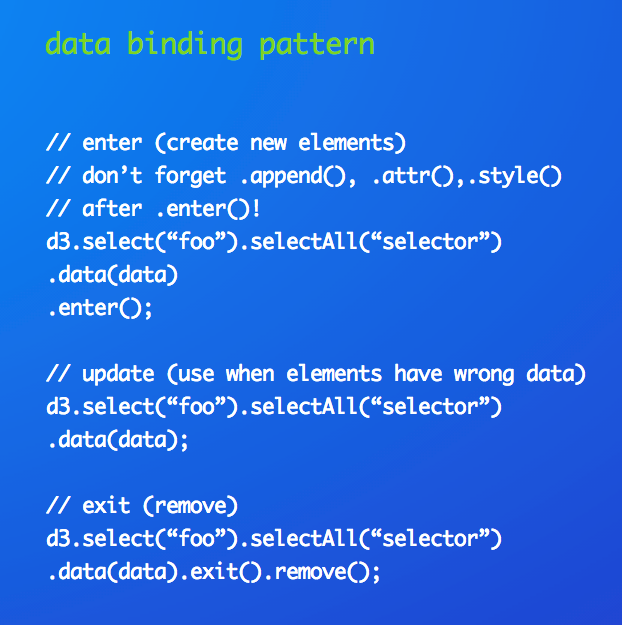 data binding pattern
// enter (create new elements)
// don’t forget .append(), .attr(),.style()
// after .enter()!
d3.select(“foo”).selectAll(“selector”)
.data(data)
.enter();
// update (use when elements have wrong data)
d3.select(“foo”).selectAll(“selector”)
.data(data);
// exit (remove)
d3.select(“foo”).selectAll(“selector”)
.data(data).exit().remove();